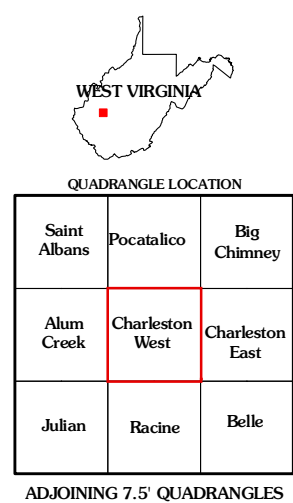 WEST VIRGINIA
QUADRANGLE LOCATION
Saint
Albans
Pocatalico
Big
Chimney
Alum
Creek
Charleston
West
Charleston
East
Julian
Racine
Belle
ADJOINING 7.5' QUADRANGLES